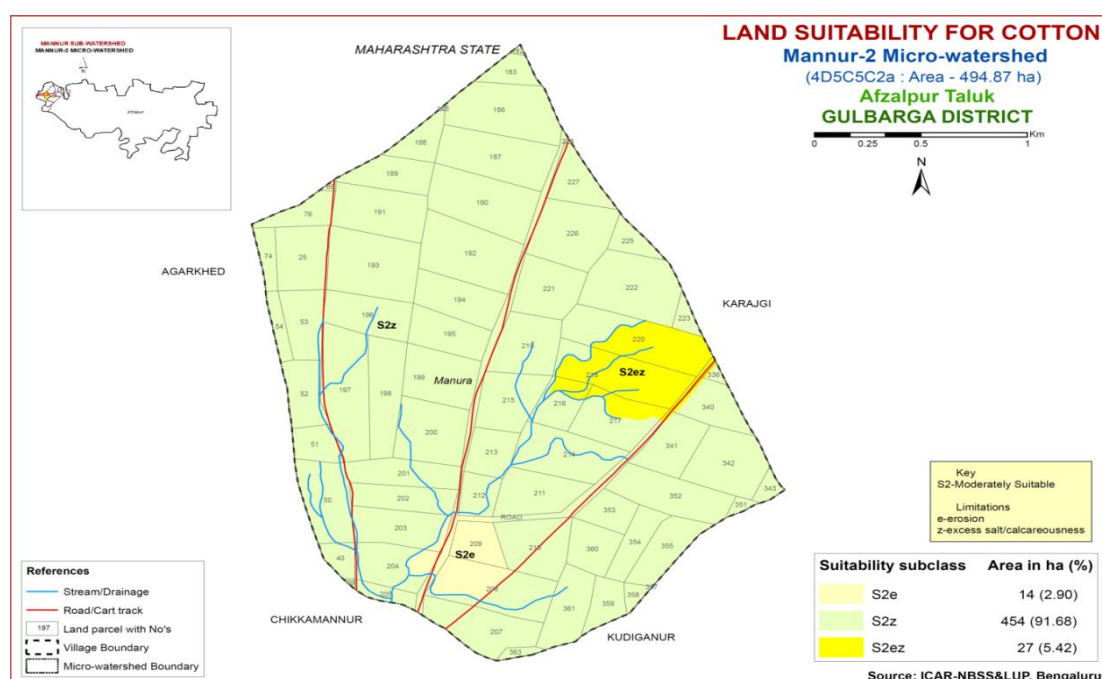 LAND SUITABILITY FOR COTTON
Mannur-2 Micro-watershed
(4D5C5C2a : Area - 494.87 ha)
Afzalpur Taluk
GULBARGA DISTRICT
0 0.25 0.5 1 Km
N
MANNUR SUB-WATERSHED
MANNUR-2 MICRO-WATERSHED
N
MAHARASHTRA STATE
183
186
188
187
189
227
190
76
191
226
225
74
25
192
193
221
222
AGARKHED
KARAJGI
194
223
196
S2z
53
54
195
220
219
S2ez
336
199
Manura
52
197
198
215
216
340
217
51
200
341
213
214
342
201
343
50
202
212
211
352
351
203
ROAD
353
209
210
354
355
40
S2e
360
204
208
361
359
358
CHIKKAMANNUR
207
KUDIGANUR
363
Key
S2-Moderately Suitable
Limitations
e-erosion
z-excess salt/calcareousness
Suitability subclass Area in ha (%)
S2e 14 (2.90)
S2z 454 (91.68)
S2ez 27 (5.42)
References
Stream/Drainage
Road/Cart track
197 Land parcel with No's
Village Boundary
Micro-watershed Boundary
Source: ICAR-NBSS&LUP, Bengaluru